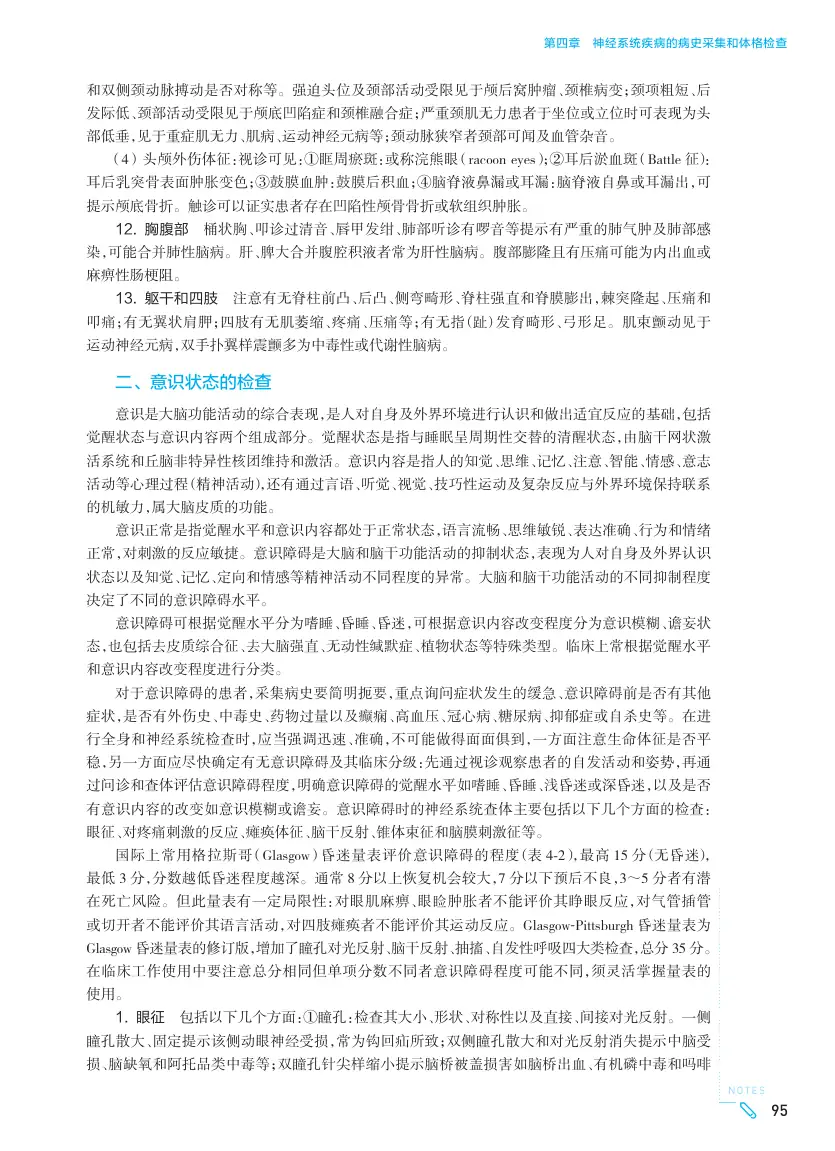 第四章　神经系统疾病的病史采集和体格检查
和双侧颈动脉搏动是否对称等。强迫头位及颈部活动受限见于颅后窝肿瘤、颈椎病变;颈项粗短、后
发际低、颈部活动受限见于颅底凹陷症和颈椎融合症;严重颈肌无力患者于坐位或立位时可表现为头
部低垂,见于重症肌无力、肌病、运动神经元病等;颈动脉狭窄者颈部可闻及血管杂音。
(4) 头颅外伤体征:视诊可见:①眶周瘀斑:或称浣熊眼(racoon eyes);②耳后淤血斑(Battle 征):
耳后乳突骨表面肿胀变色;③鼓膜血肿:鼓膜后积血;④脑脊液鼻漏或耳漏:脑脊液自鼻或耳漏出,可
提示颅底骨折。触诊可以证实患者存在凹陷性颅骨骨折或软组织肿胀。
12. 胸腹部　桶状胸、叩诊过清音、唇甲发绀、肺部听诊有啰音等提示有严重的肺气肿及肺部感
染,可能合并肺性脑病。肝、脾大合并腹腔积液者常为肝性脑病。腹部膨隆且有压痛可能为内出血或
麻痹性肠梗阻。
13. 躯干和四肢　注意有无脊柱前凸、后凸、侧弯畸形、脊柱强直和脊膜膨出,棘突隆起、压痛和
叩痛;有无翼状肩胛;四肢有无肌萎缩、疼痛、压痛等;有无指(趾)发育畸形、弓形足。肌束颤动见于
运动神经元病,双手扑翼样震颤多为中毒性或代谢性脑病。
二、意识状态的检查
意识是大脑功能活动的综合表现,是人对自身及外界环境进行认识和做出适宜反应的基础,包括
觉醒状态与意识内容两个组成部分。觉醒状态是指与睡眠呈周期性交替的清醒状态,由脑干网状激
活系统和丘脑非特异性核团维持和激活。意识内容是指人的知觉、思维、记忆、注意、智能、情感、意志
活动等心理过程(精神活动),还有通过言语、听觉、视觉、技巧性运动及复杂反应与外界环境保持联系
的机敏力,属大脑皮质的功能。
意识正常是指觉醒水平和意识内容都处于正常状态,语言流畅、思维敏锐、表达准确、行为和情绪
正常,对刺激的反应敏捷。意识障碍是大脑和脑干功能活动的抑制状态,表现为人对自身及外界认识
状态以及知觉、记忆、定向和情感等精神活动不同程度的异常。大脑和脑干功能活动的不同抑制程度
决定了不同的意识障碍水平。
意识障碍可根据觉醒水平分为嗜睡、昏睡、昏迷,可根据意识内容改变程度分为意识模糊、谵妄状
态,也包括去皮质综合征、去大脑强直、无动性缄默症、植物状态等特殊类型。临床上常根据觉醒水平
和意识内容改变程度进行分类。
对于意识障碍的患者,采集病史要简明扼要,重点询问症状发生的缓急、意识障碍前是否有其他
症状,是否有外伤史、中毒史、药物过量以及癫痫、高血压、冠心病、糖尿病、抑郁症或自杀史等。在进
行全身和神经系统检查时,应当强调迅速、准确,不可能做得面面俱到,一方面注意生命体征是否平
稳,另一方面应尽快确定有无意识障碍及其临床分级;先通过视诊观察患者的自发活动和姿势,再通
过问诊和查体评估意识障碍程度,明确意识障碍的觉醒水平如嗜睡、昏睡、浅昏迷或深昏迷,以及是否
有意识内容的改变如意识模糊或谵妄。意识障碍时的神经系统查体主要包括以下几个方面的检查:
眼征、对疼痛刺激的反应、瘫痪体征、脑干反射、锥体束征和脑膜刺激征等。
国际上常用格拉斯哥(Glasgow)昏迷量表评价意识障碍的程度(表 4-2),最高 15 分(无昏迷),
最低 3 分,分数越低昏迷程度越深。通常 8 分以上恢复机会较大,7 分以下预后不良,3～5 分者有潜
在死亡风险。但此量表有一定局限性:对眼肌麻痹、眼睑肿胀者不能评价其睁眼反应,对气管插管
或切开者不能评价其语言活动,对四肢瘫痪者不能评价其运动反应。Glasgow-Pittsburgh 昏迷量表为
Glasgow 昏迷量表的修订版,增加了瞳孔对光反射、脑干反射、抽搐、自发性呼吸四大类检查,总分 35 分。
在临床工作使用中要注意总分相同但单项分数不同者意识障碍程度可能不同,须灵活掌握量表的
使用。
1. 眼征　包括以下几个方面:①瞳孔:检查其大小、形状、对称性以及直接、间接对光反射。一侧
瞳孔散大、固定提示该侧动眼神经受损,常为钩回疝所致;双侧瞳孔散大和对光反射消失提示中脑受
损、脑缺氧和阿托品类中毒等;双瞳孔针尖样缩小提示脑桥被盖损害如脑桥出血、有机磷中毒和吗啡
NOTES
95